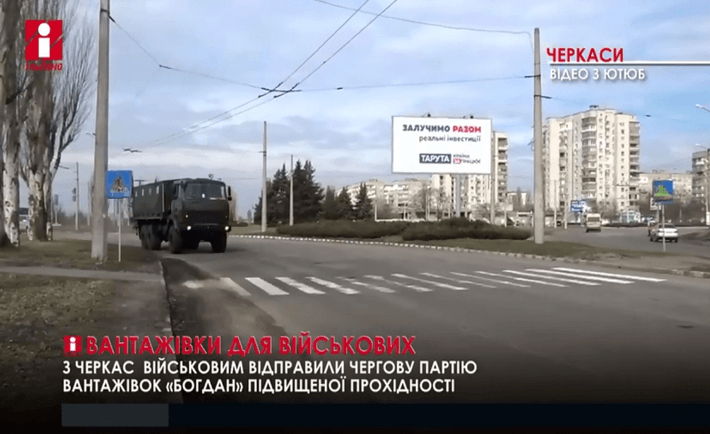 ЧЕРКАСИ
ВІДЕО З ЮТЮБ
ЗАЛУЧИМО РАЗОМ
реальні інвестиції
ТАРУТА
ВАНТАЖІВКИ ДЛЯ ВІЙСЬКОВИХ
З ЧЕРКАС ВІЙСЬКОВИМ ВІДПРАВИЛИ ЧЕРГОВУ ПАРТІЮ
ВАНТАЖІВОК «БОГДАН» ПІДВИЩЕНОЇ ПРОХІДНОСТІ